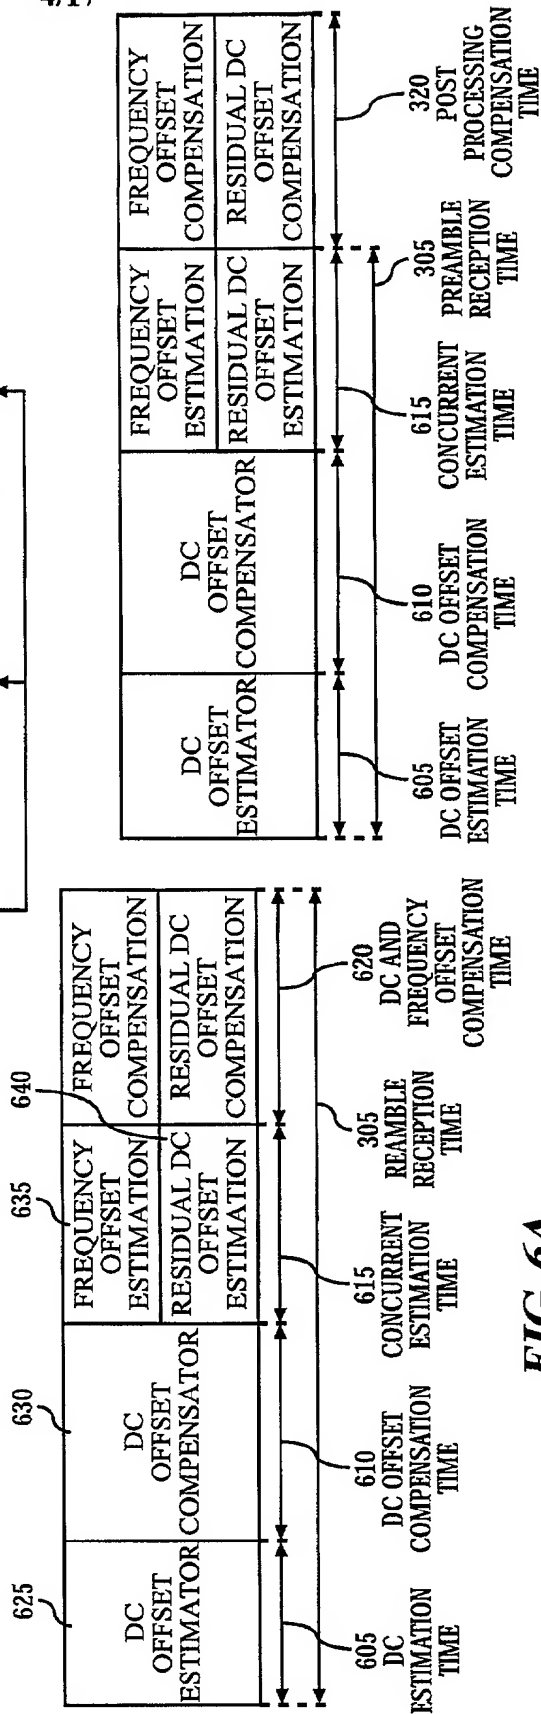 4/17
625
630
635
640
DC
OFFSET
ESTIMATOR
DC
OFFSET
COMPENSATOR
FREQUENCY
OFFSET
ESTIMATION
RESIDUAL DC
OFFSET
ESTIMATION
FREQUENCY
OFFSET
COMPENSATION
RESIDUAL DC
OFFSET
COMPENSATION
605
DC
ESTIMATION
TIME
610
DC OFFSET
COMPENSATION
TIME
615
CONCURRENT
ESTIMATION
TIME
305
REAMBLE
RECEPTION
TIME
620
DC AND
FREQUENCY
OFFSET
COMPENSATION
TIME
FIG.6A
DC
OFFSET
ESTIMATOR
DC
OFFSET
COMPENSATOR
FREQUENCY
OFFSET
ESTIMATION
RESIDUAL DC
OFFSET
ESTIMATION
FREQUENCY
OFFSET
COMPENSATION
RESIDUAL DC
OFFSET
COMPENSATION
605
DC OFFSET
ESTIMATION
TIME
610
DC OFFSET
COMPENSATION
TIME
615
CONCURRENT
ESTIMATION
TIME
305
PREAMBLE
RECEPTION
TIME
320
POST
PROCESSING
COMPENSATION
TIME